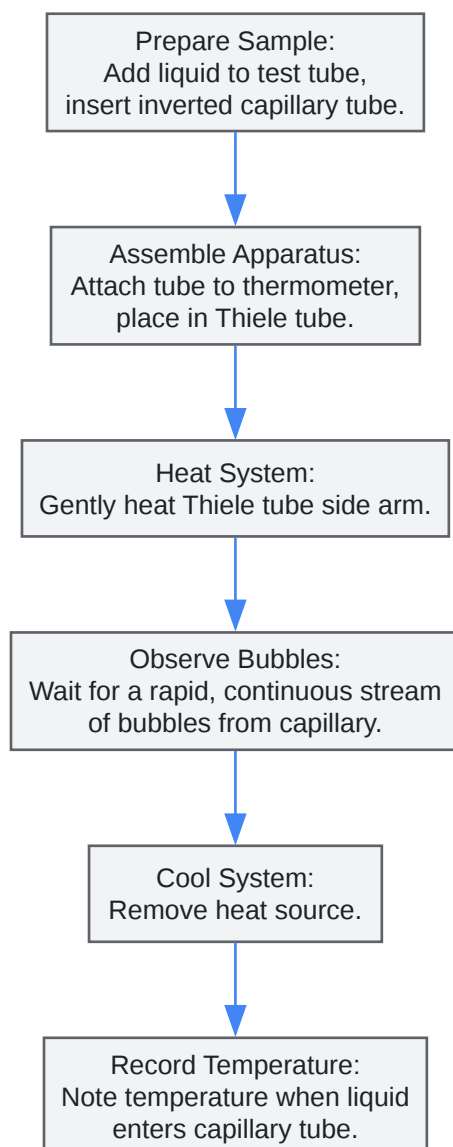 Prepare Sample:
Add liquid to test tube,
insert inverted capillary tube.
Assemble Apparatus:
Attach tube to thermometer,
place in Thiele tube.
Heat System:
Gently heat Thiele tube side arm.
Observe Bubbles:
Wait for a rapid, continuous stream
of bubbles from capillary.
Cool System:
Remove heat source.
Record Temperature:
Note temperature when liquid
enters capillary tube.